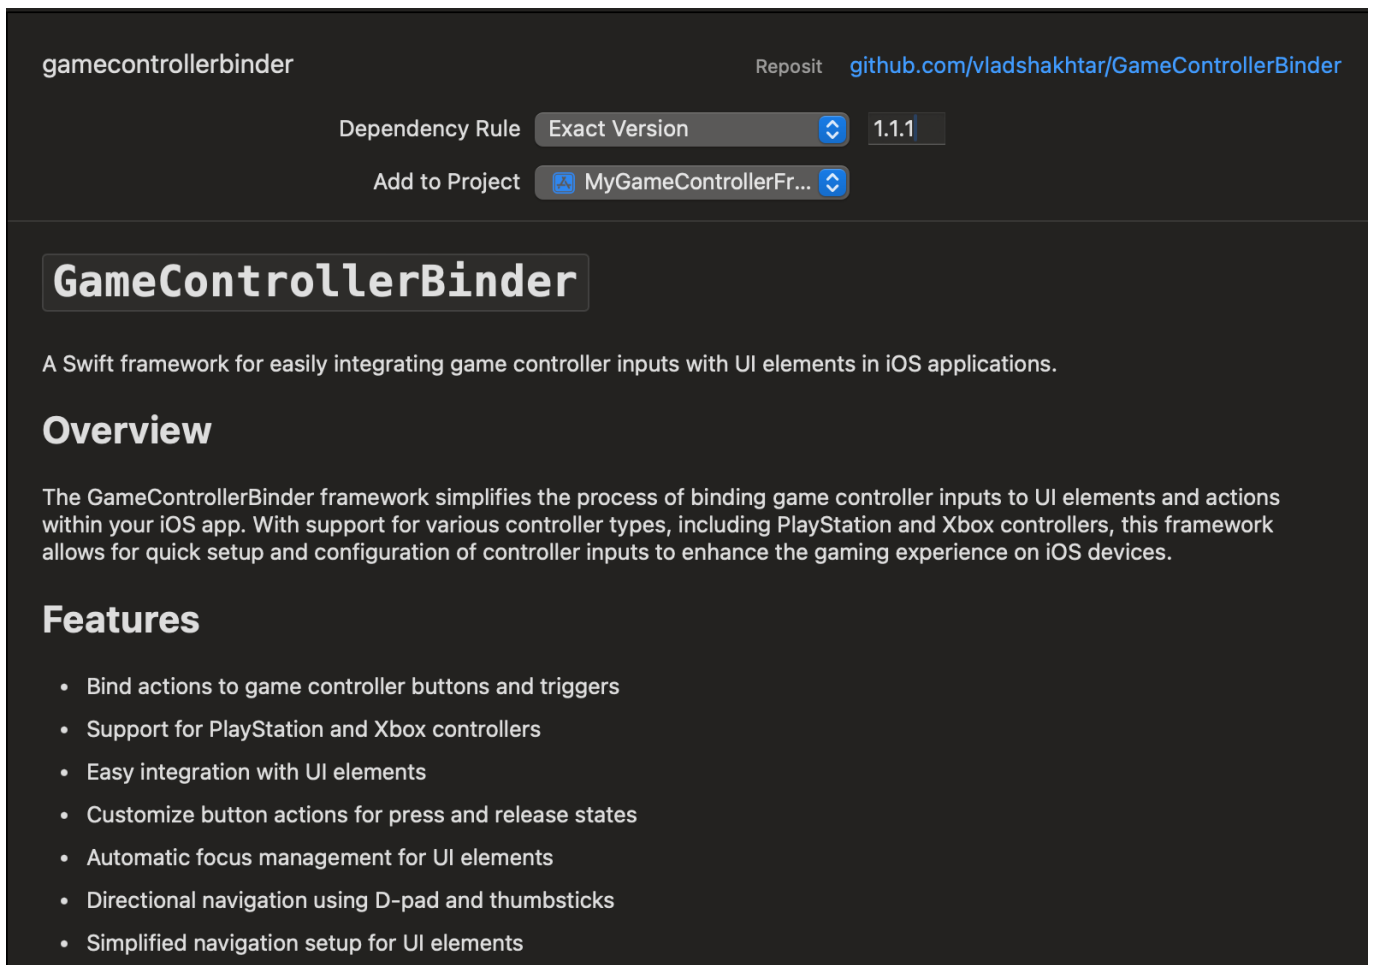 gamecontrollerbinder
Reposit github.com/vladshakhtar/GameControllerBinder
Dependency Rule Exact Version 1.1.1
Add to Project MyGameControllerFr...
GameControllerBinder
A Swift framework for easily integrating game controller inputs with UI elements in iOS applications.
Overview
The GameControllerBinder framework simplifies the process of binding game controller inputs to UI elements and actions
within your iOS app. With support for various controller types, including PlayStation and Xbox controllers, this framework
allows for quick setup and configuration of controller inputs to enhance the gaming experience on iOS devices.
Features
• Bind actions to game controller buttons and triggers
• Support for PlayStation and Xbox controllers
• Easy integration with UI elements
• Customize button actions for press and release states
• Automatic focus management for UI elements
• Directional navigation using D-pad and thumbsticks
• Simplified navigation setup for UI elements